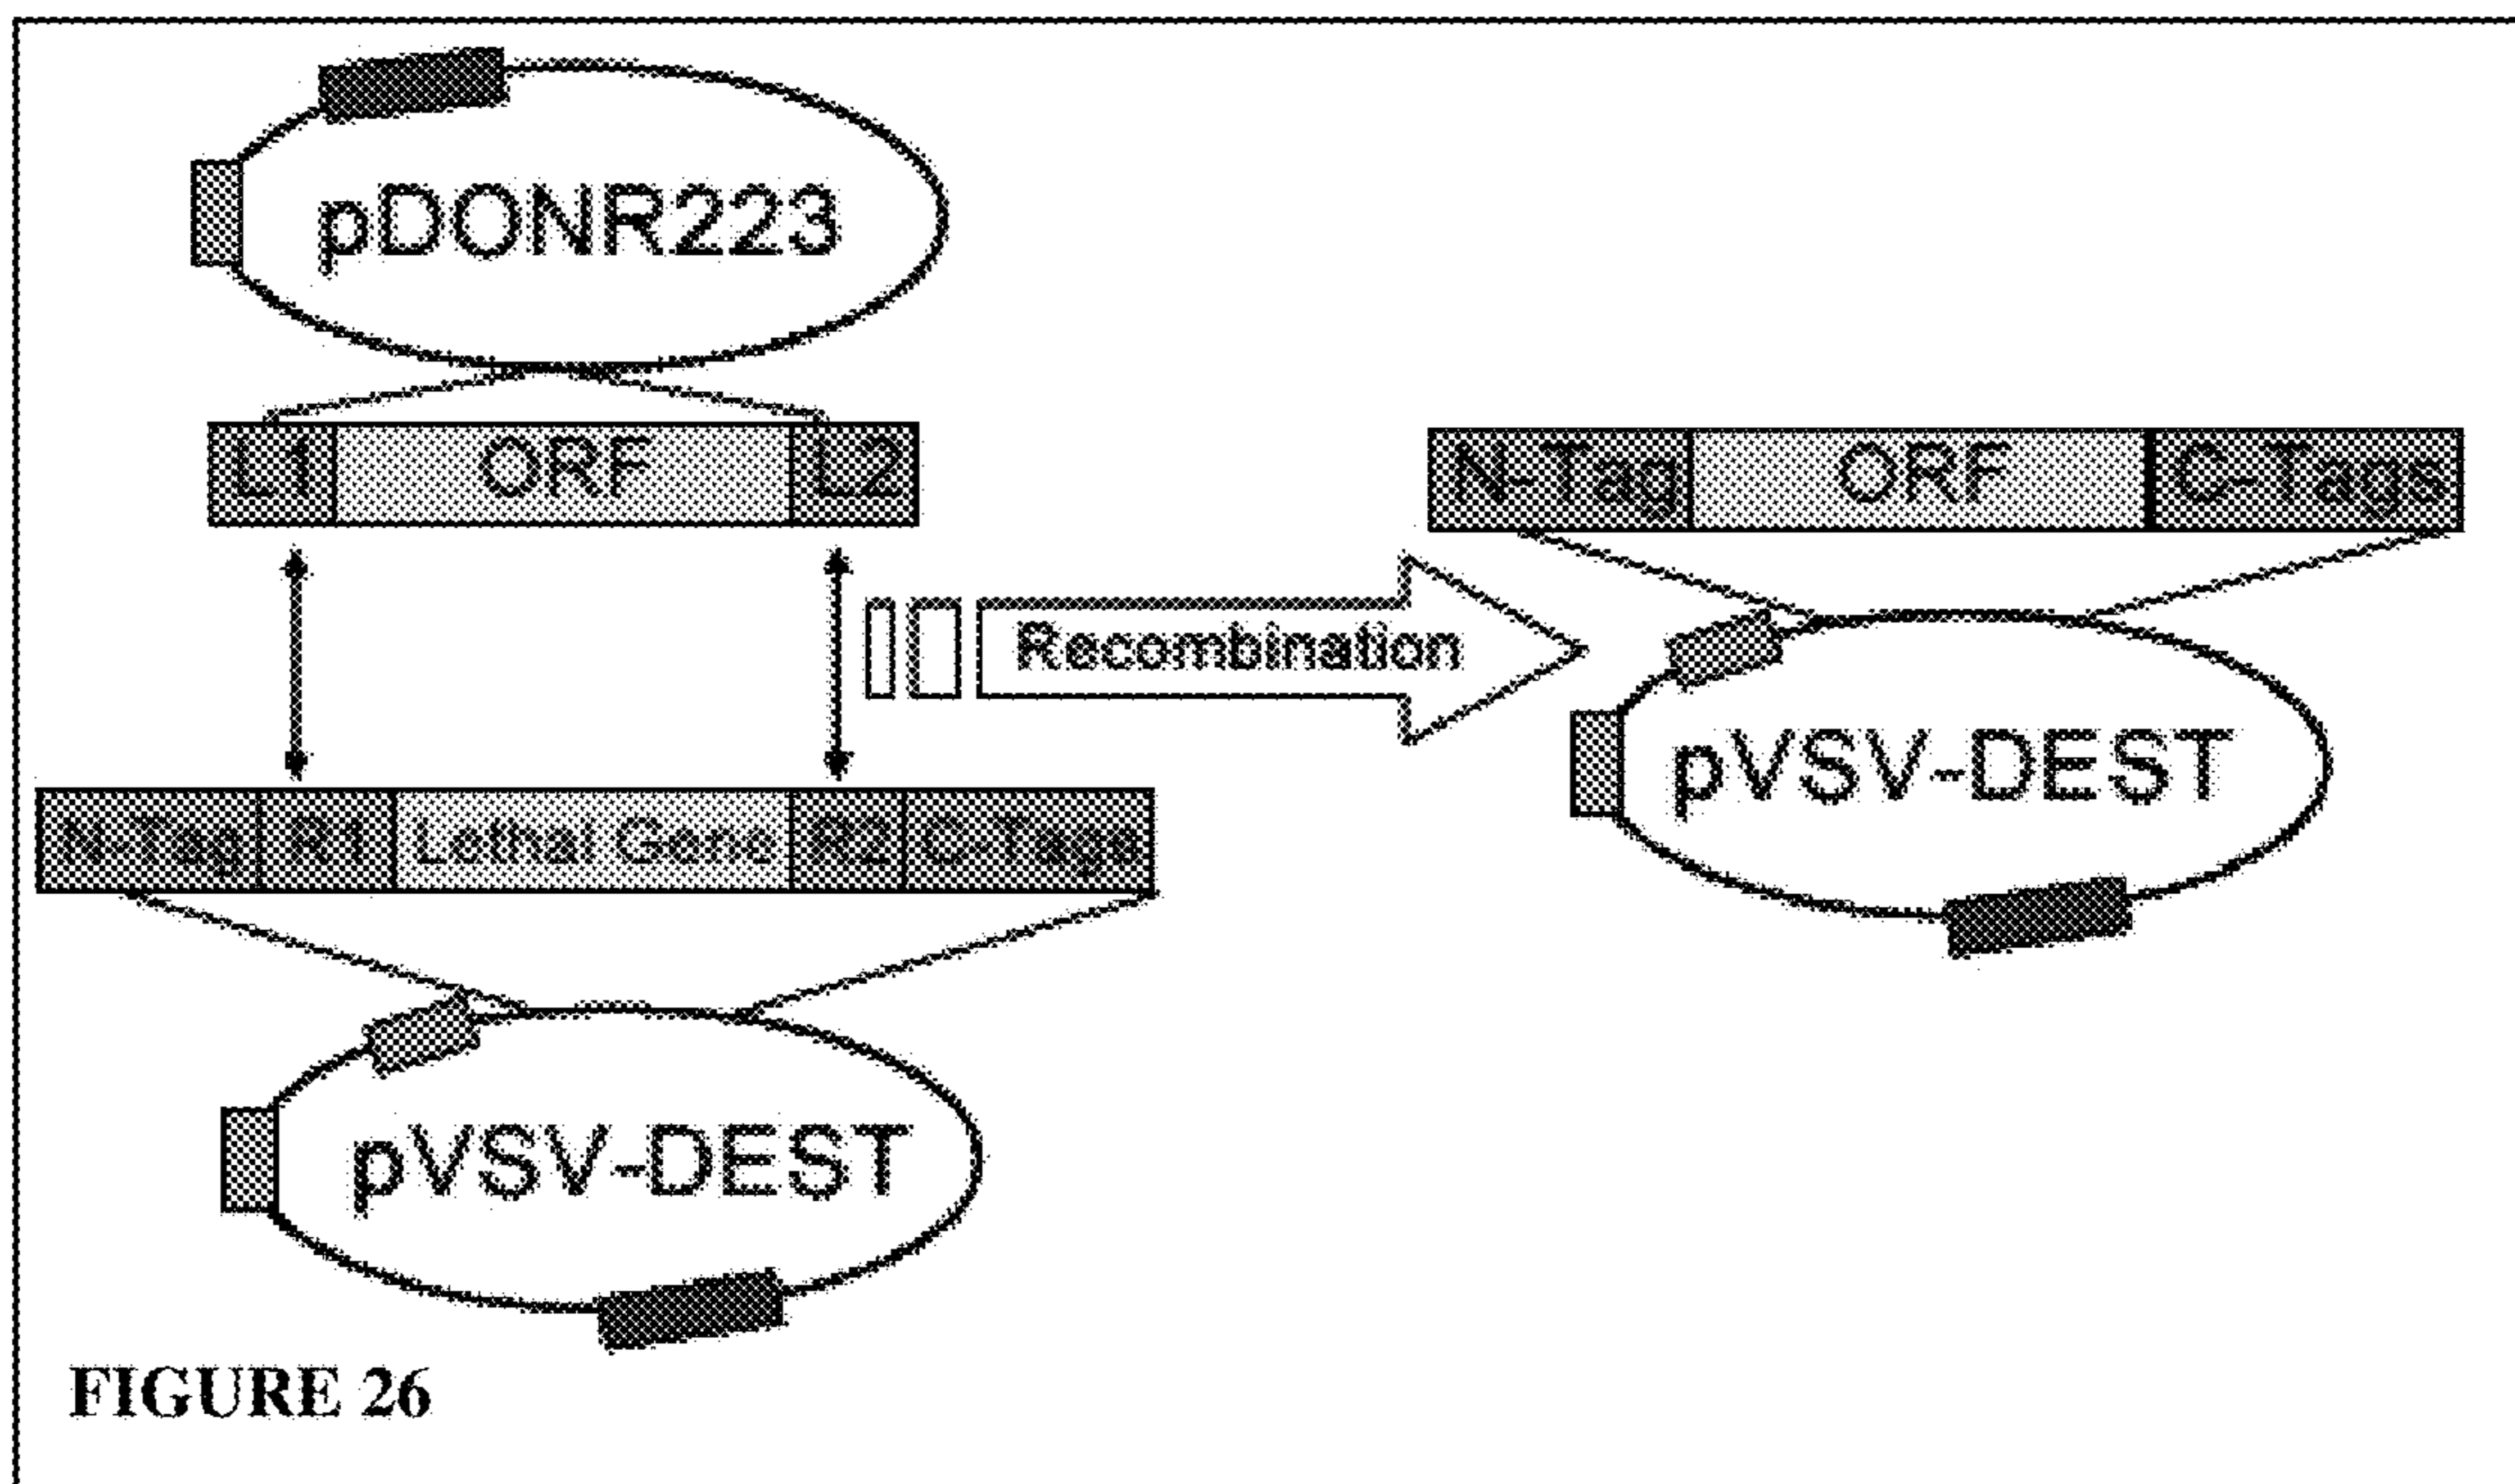 pDONR223
L1 ORF L2
N-Tag ORF C-Tags
Recombination
pVSV-DEST
N-Tag R1 Lethal Gene R2 C-Tags
pVSV-DEST
FIGURE 26